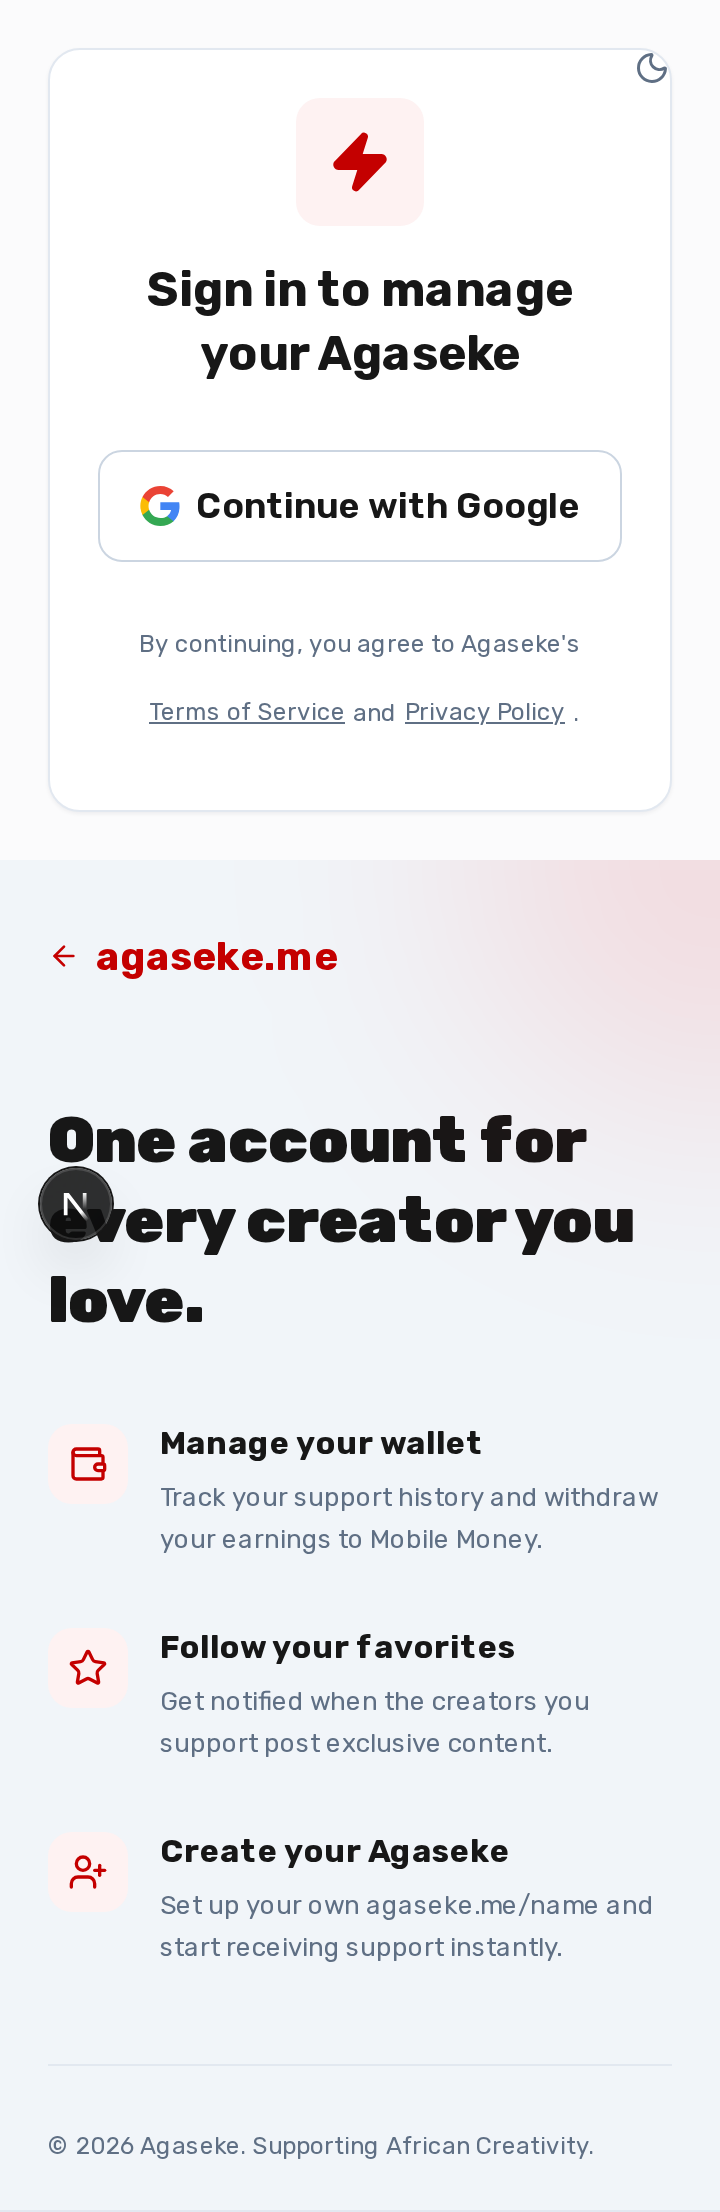 Sign in to manage
your Agaseke
Continue with Google
By continuing, you agree to Agaseke's
Terms of Service and Privacy Policy .
agaseke.me
One account for
every creator you
love.
N
Manage your wallet
Track your support history and withdraw
your earnings to Mobile Money.
Follow your favorites
Get notified when the creators you
support post exclusive content.
Create your Agaseke
Set up your own agaseke.me/name and
start receiving support instantly.
© 2026 Agaseke. Supporting African Creativity.